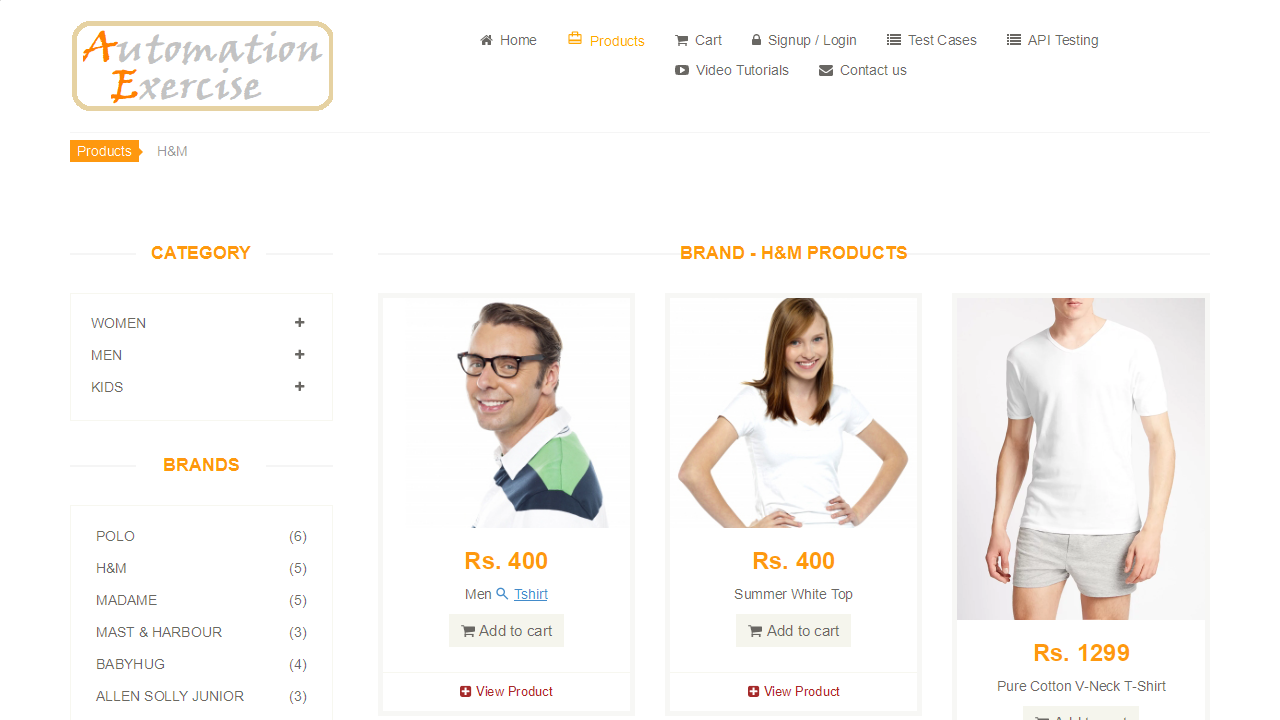 Automation
Exercise
Home
Products
Cart
Signup / Login
Test Cases
API Testing
Video Tutorials
Contact us
Products
H&M
CATEGORY
WOMEN
MEN
KIDS
BRANDS
POLO (6)
H&M (5)
MADAME (5)
MAST & HARBOUR (3)
BABYHUG (4)
ALLEN SOLLY JUNIOR (3)
BRAND - H&M PRODUCTS
Rs. 400
Men Tshirt
Add to cart
View Product
Rs. 400
Summer White Top
Add to cart
View Product
Rs. 1299
Pure Cotton V-Neck T-Shirt
Add to cart